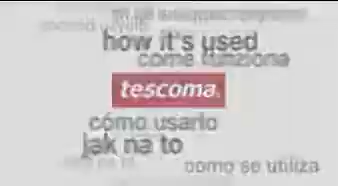 how it's used
come funziona
tescoma.
cómo usarlo
jak na to
como se utiliza